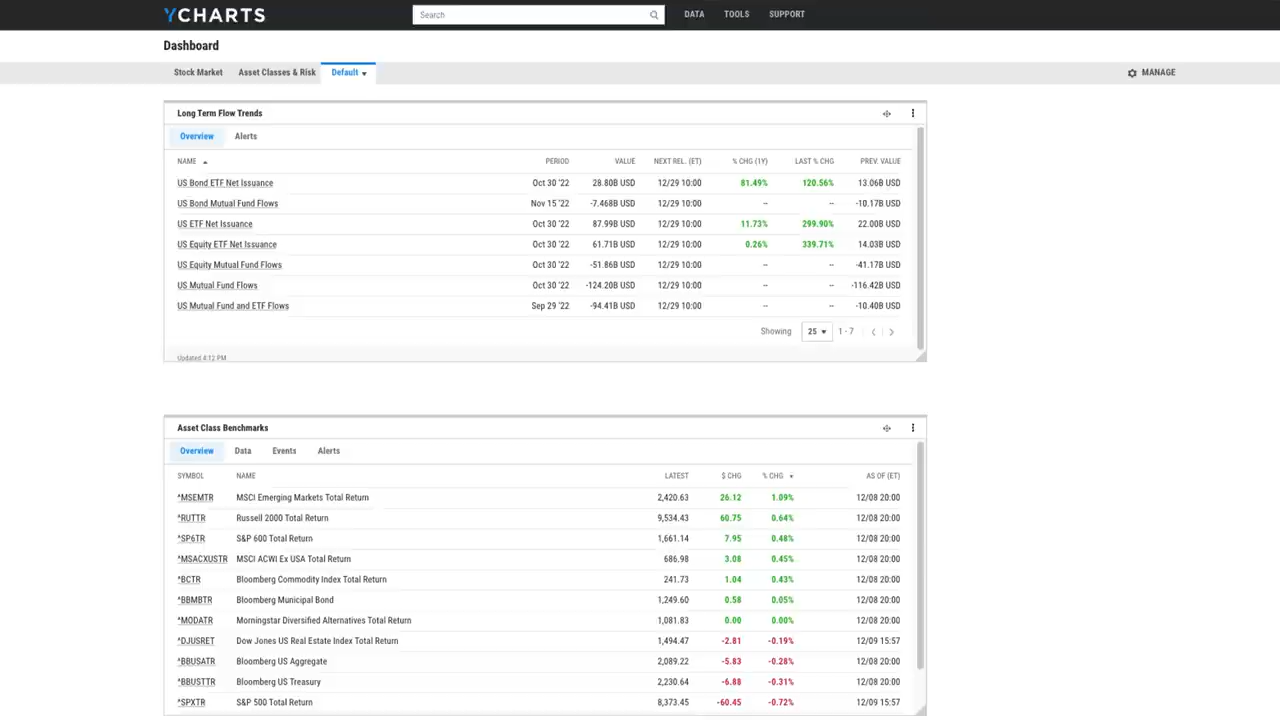 YCHARTS Search DATA TOOLS SUPPORT
Dashboard
Stock Market Asset Classes & Risk Default MANAGE
Long Term Flow Trends
Overview Alerts
NAME PERIOD VALUE NEXT REL. (ET) % CHG (1Y) LAST % CHG PREV. VALUE
US Bond ETF Net Issuance Oct 30 '22 28.80B USD 12/29 10:00 81.49% 120.56% 13.06B USD
US Bond Mutual Fund Flows Nov 15 '22 -7.468B USD 12/29 10:00 -- -- -10.17B USD
US ETF Net Issuance Oct 30 '22 87.99B USD 12/29 10:00 11.73% 299.90% 22.00B USD
US Equity ETF Net Issuance Oct 30 '22 61.71B USD 12/29 10:00 0.26% 339.71% 14.03B USD
US Equity Mutual Fund Flows Oct 30 '22 -51.86B USD 12/29 10:00 -- -- -41.17B USD
US Mutual Fund Flows Oct 30 '22 -124.20B USD 12/29 10:00 -- -- -116.42B USD
US Mutual Fund and ETF Flows Sep 29 '22 -94.41B USD 12/29 10:00 -- -- -10.40B USD
Showing 25 1 - 7
Updated 4:12 PM
Asset Class Benchmarks
Overview Data Events Alerts
SYMBOL NAME LATEST $ CHG % CHG AS OF (ET)
^MSEMTR MSCI Emerging Markets Total Return 2,420.63 26.12 1.09% 12/08 20:00
^RUTTR Russell 2000 Total Return 9,534.43 60.75 0.64% 12/08 20:00
^SP6TR S&P 600 Total Return 1,661.14 7.95 0.48% 12/08 20:00
^MSACXUSTR MSCI ACWI Ex USA Total Return 686.98 3.08 0.45% 12/08 20:00
^BCTR Bloomberg Commodity Index Total Return 241.73 1.04 0.43% 12/08 20:00
^BBMBTR Bloomberg Municipal Bond 1,249.60 0.58 0.05% 12/08 20:00
^MODATR Morningstar Diversified Alternatives Total Return 1,081.83 0.00 0.00% 12/08 20:00
^DJUSRET Dow Jones US Real Estate Index Total Return 1,494.47 -2.81 -0.19% 12/09 15:57
^BBUSATR Bloomberg US Aggregate 2,089.22 -5.83 -0.28% 12/08 20:00
^BBUSTTR Bloomberg US Treasury 2,230.64 -6.88 -0.31% 12/08 20:00
^SPXTR S&P 500 Total Return 8,373.45 -60.45 -0.72% 12/09 15:57